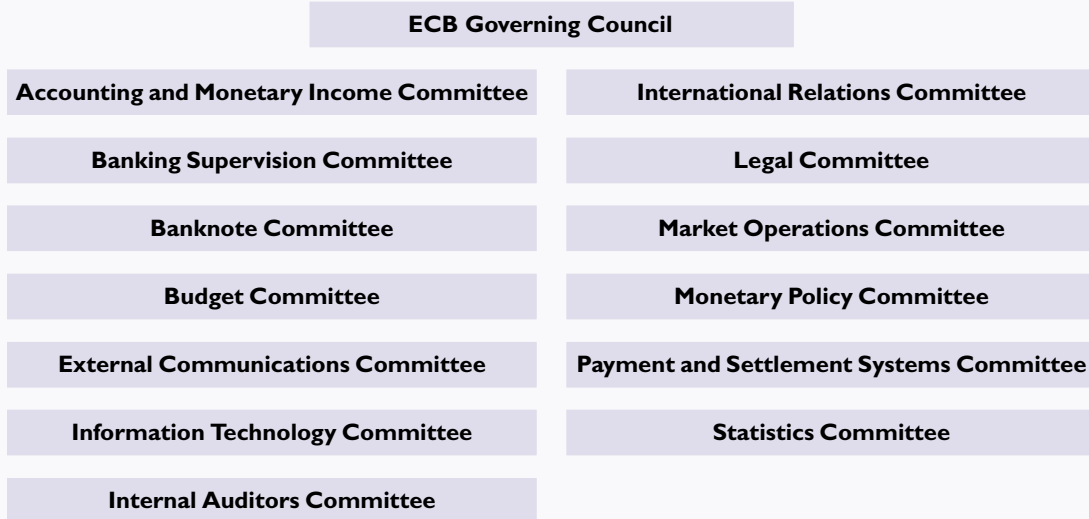 ECB Governing Council
Accounting and Monetary Income Committee
International Relations Committee
Banking Supervision Committee
Legal Committee
Banknote Committee
Market Operations Committee
Budget Committee
Monetary Policy Committee
External Communications Committee
Payment and Settlement Systems Committee
Information Technology Committee
Statistics Committee
Internal Auditors Committee